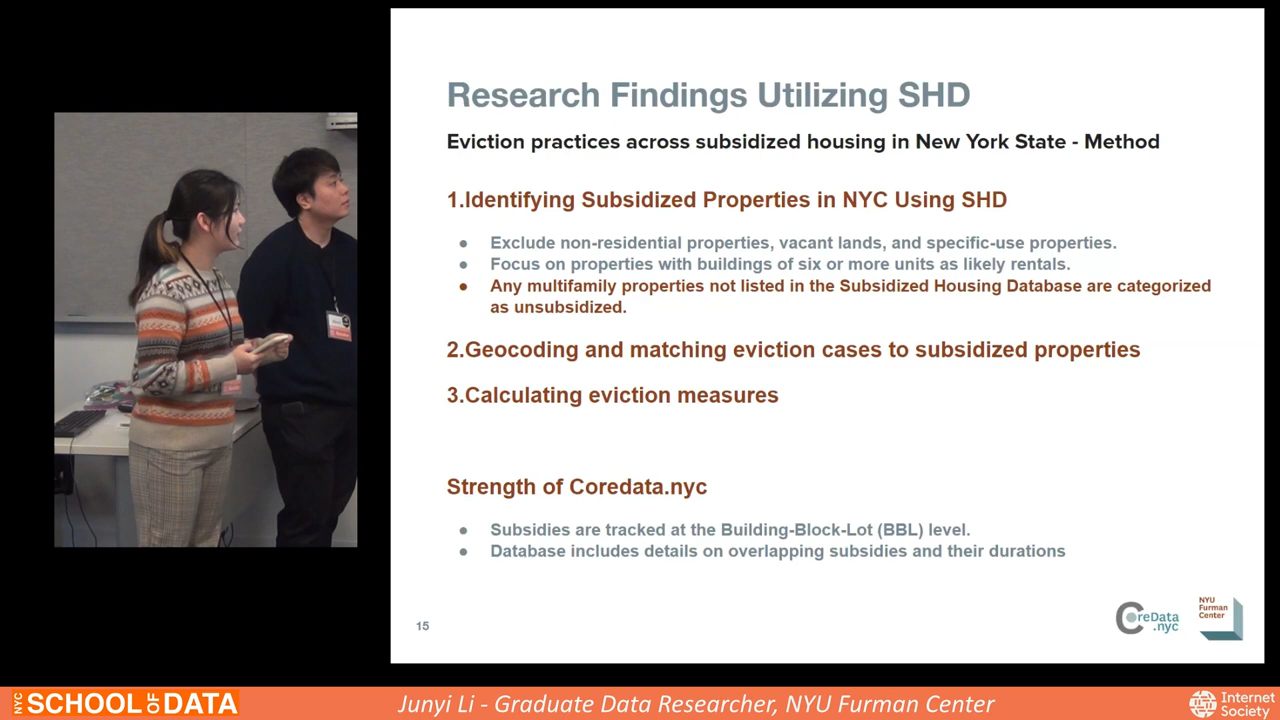 Research Findings Utilizing SHD
Eviction practices across subsidized housing in New York State - Method
1.Identifying Subsidized Properties in NYC Using SHD
● Exclude non-residential properties, vacant lands, and specific-use properties.
● Focus on properties with buildings of six or more units as likely rentals.
● Any multifamily properties not listed in the Subsidized Housing Database are categorized
as unsubsidized.
2.Geocoding and matching eviction cases to subsidized properties
3.Calculating eviction measures
Strength of Coredata.nyc
● Subsidies are tracked at the Building-Block-Lot (BBL) level.
● Database includes details on overlapping subsidies and their durations
15
CoreData
.nyc
NYU
Furman
Center
NYC SCHOOL OF DATA
Junyi Li - Graduate Data Researcher, NYU Furman Center
Internet
Society